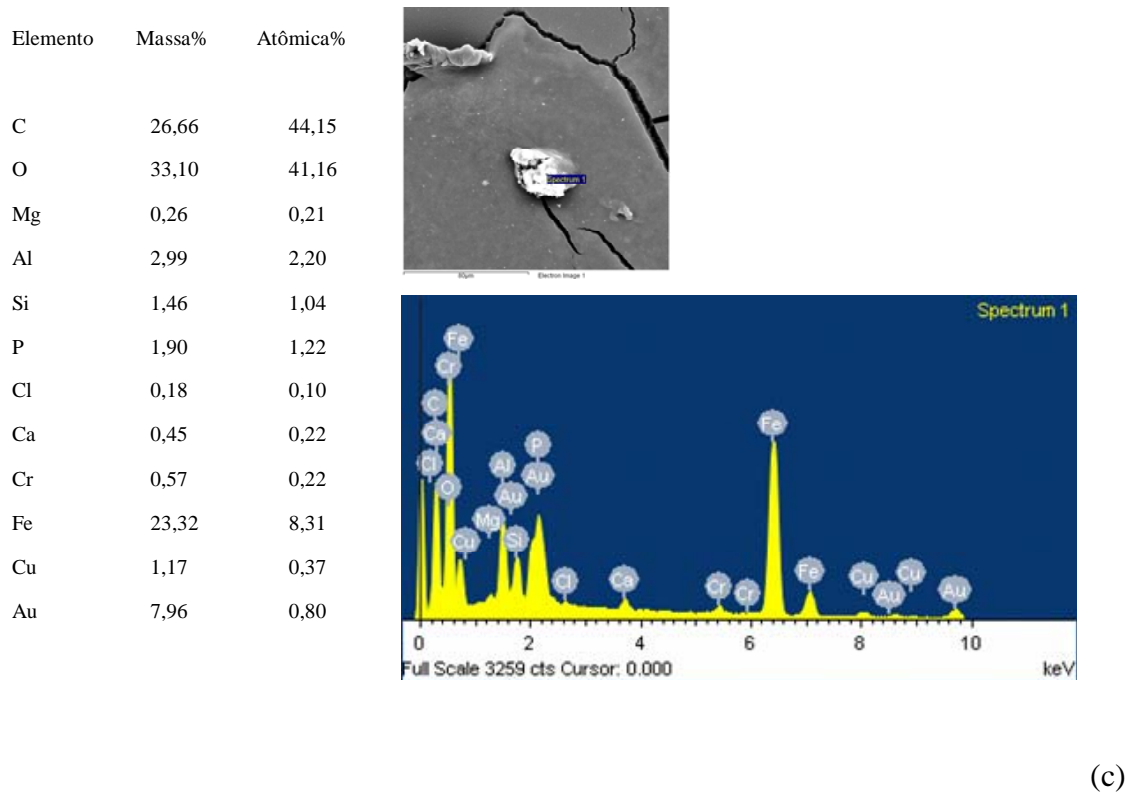 Elemento Massa% Atômica%
C 26,66 44,15
O 33,10 41,16
Mg 0,26 0,21
Al 2,99 2,20
Si 1,46 1,04
P 1,90 1,22
Cl 0,18 0,10
Ca 0,45 0,22
Cr 0,57 0,22
Fe 23,32 8,31
Cu 1,17 0,37
Au 7,96 0,80
Spectrum 1
Electron Image 1
Spectrum 1
Fe
Cr
C
Ca
Cl
O
Cu
Mg
Al
Au
Si
P
Au
Cl
Ca
Cr
Cr
Fe
Fe
Cu
Au
Cu
Au
0 2 4 6 8 10
Full Scale 3259 cts Cursor: 0.000 keV
(c)